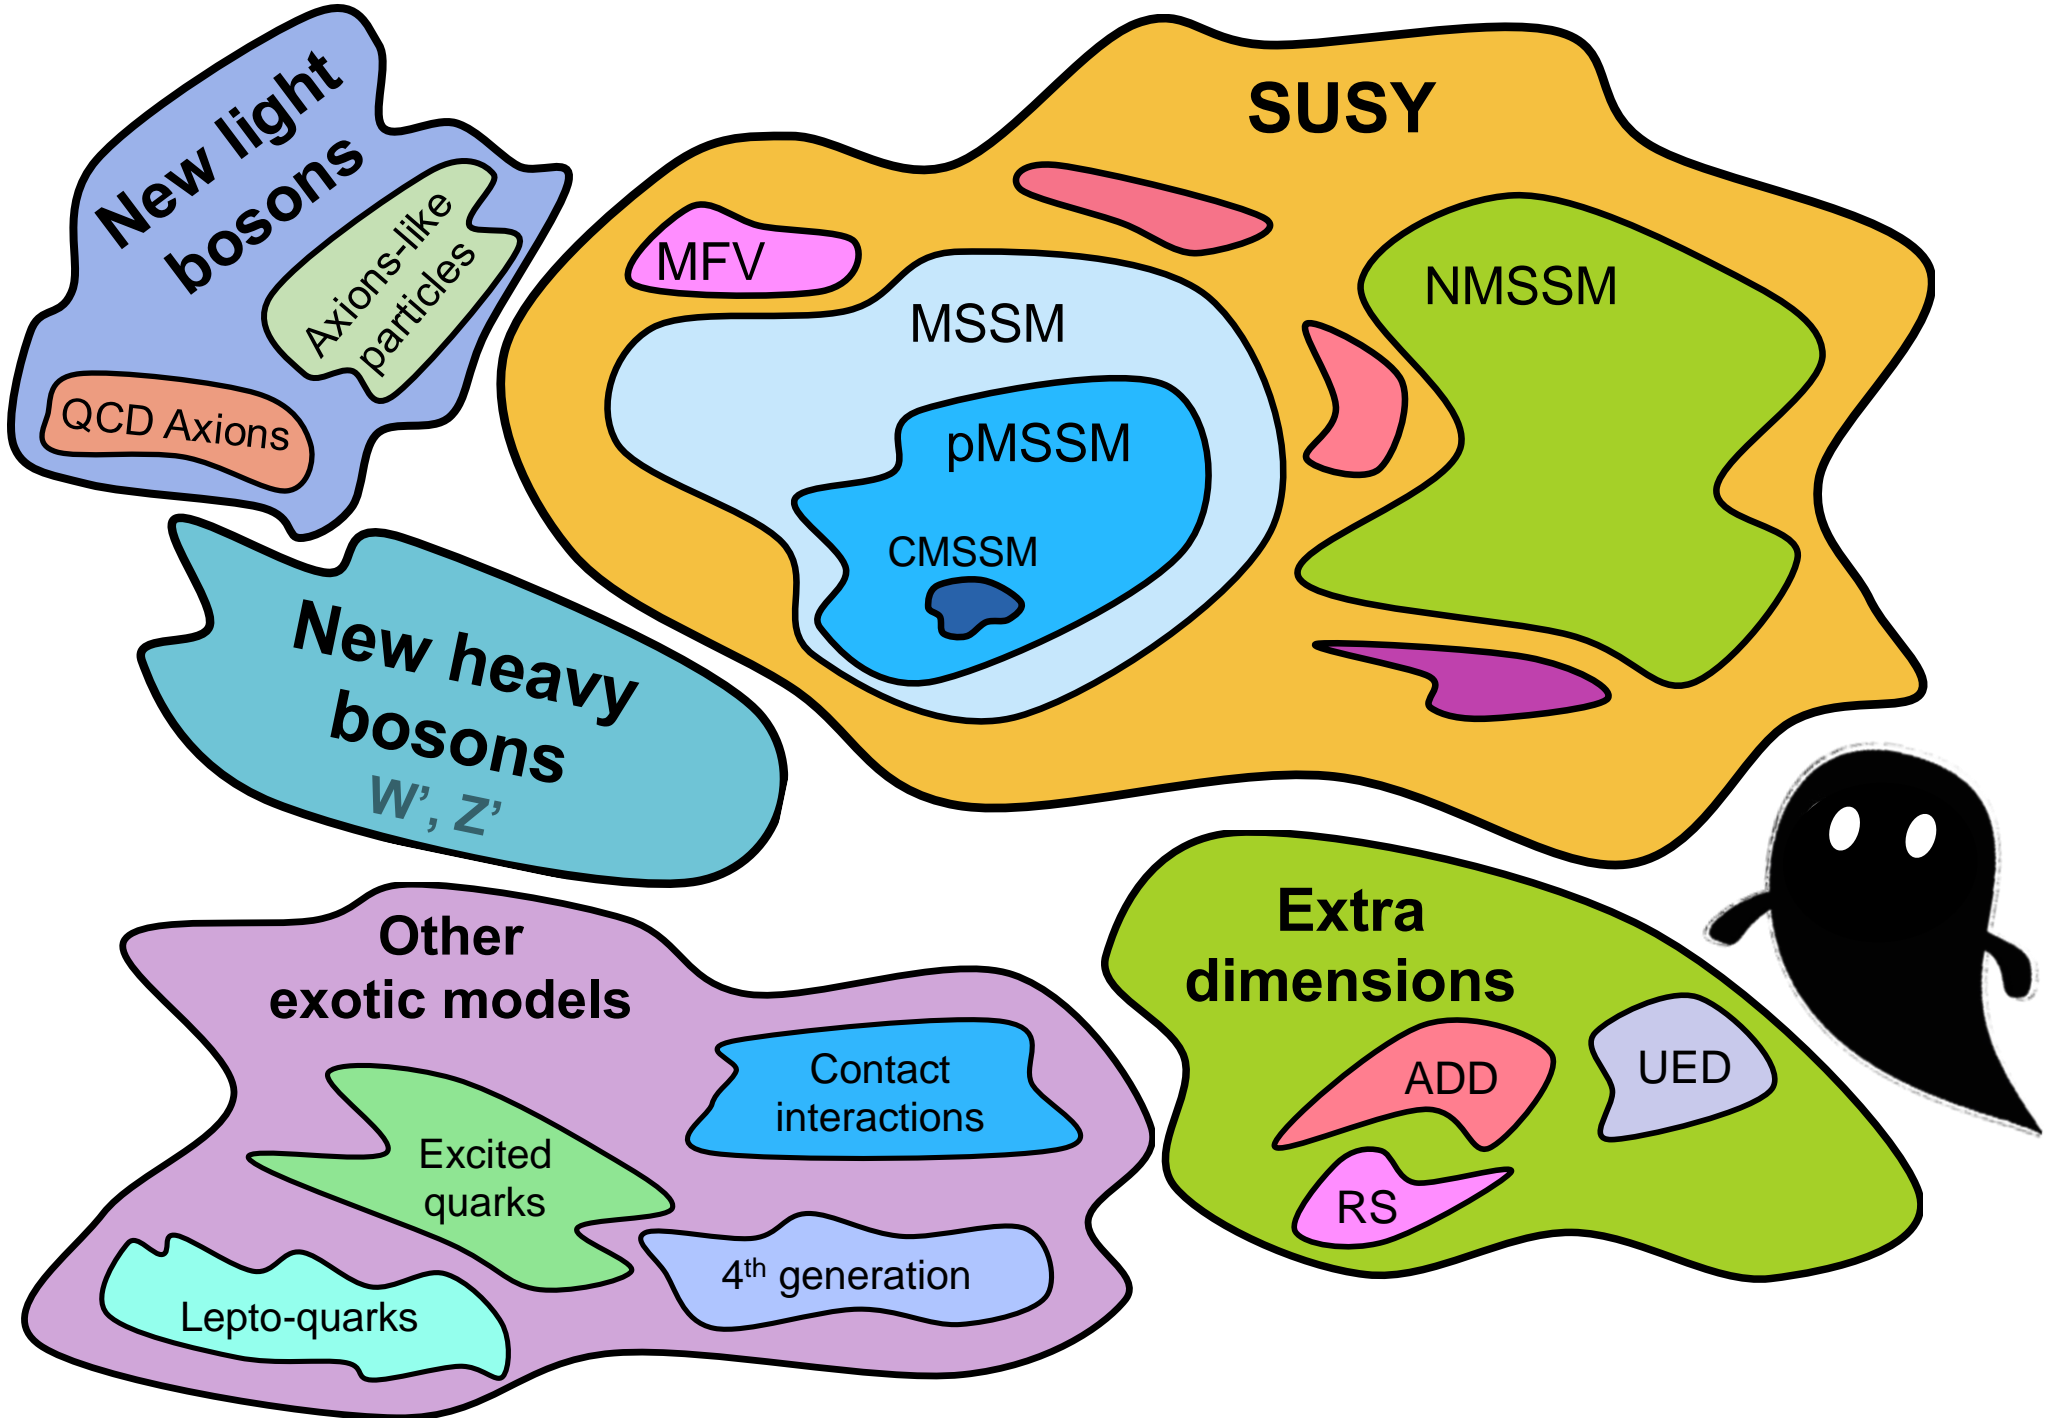 New light
bosons
Axions-like
particles
QCD Axions
SUSY
MFV
MSSM
NMSSM
pMSSM
CMSSM
New heavy
bosons
W’, Z’
Other
exotic models
Contact
interactions
Excited
quarks
4th generation
Lepto-quarks
Extra
dimensions
ADD
UED
RS